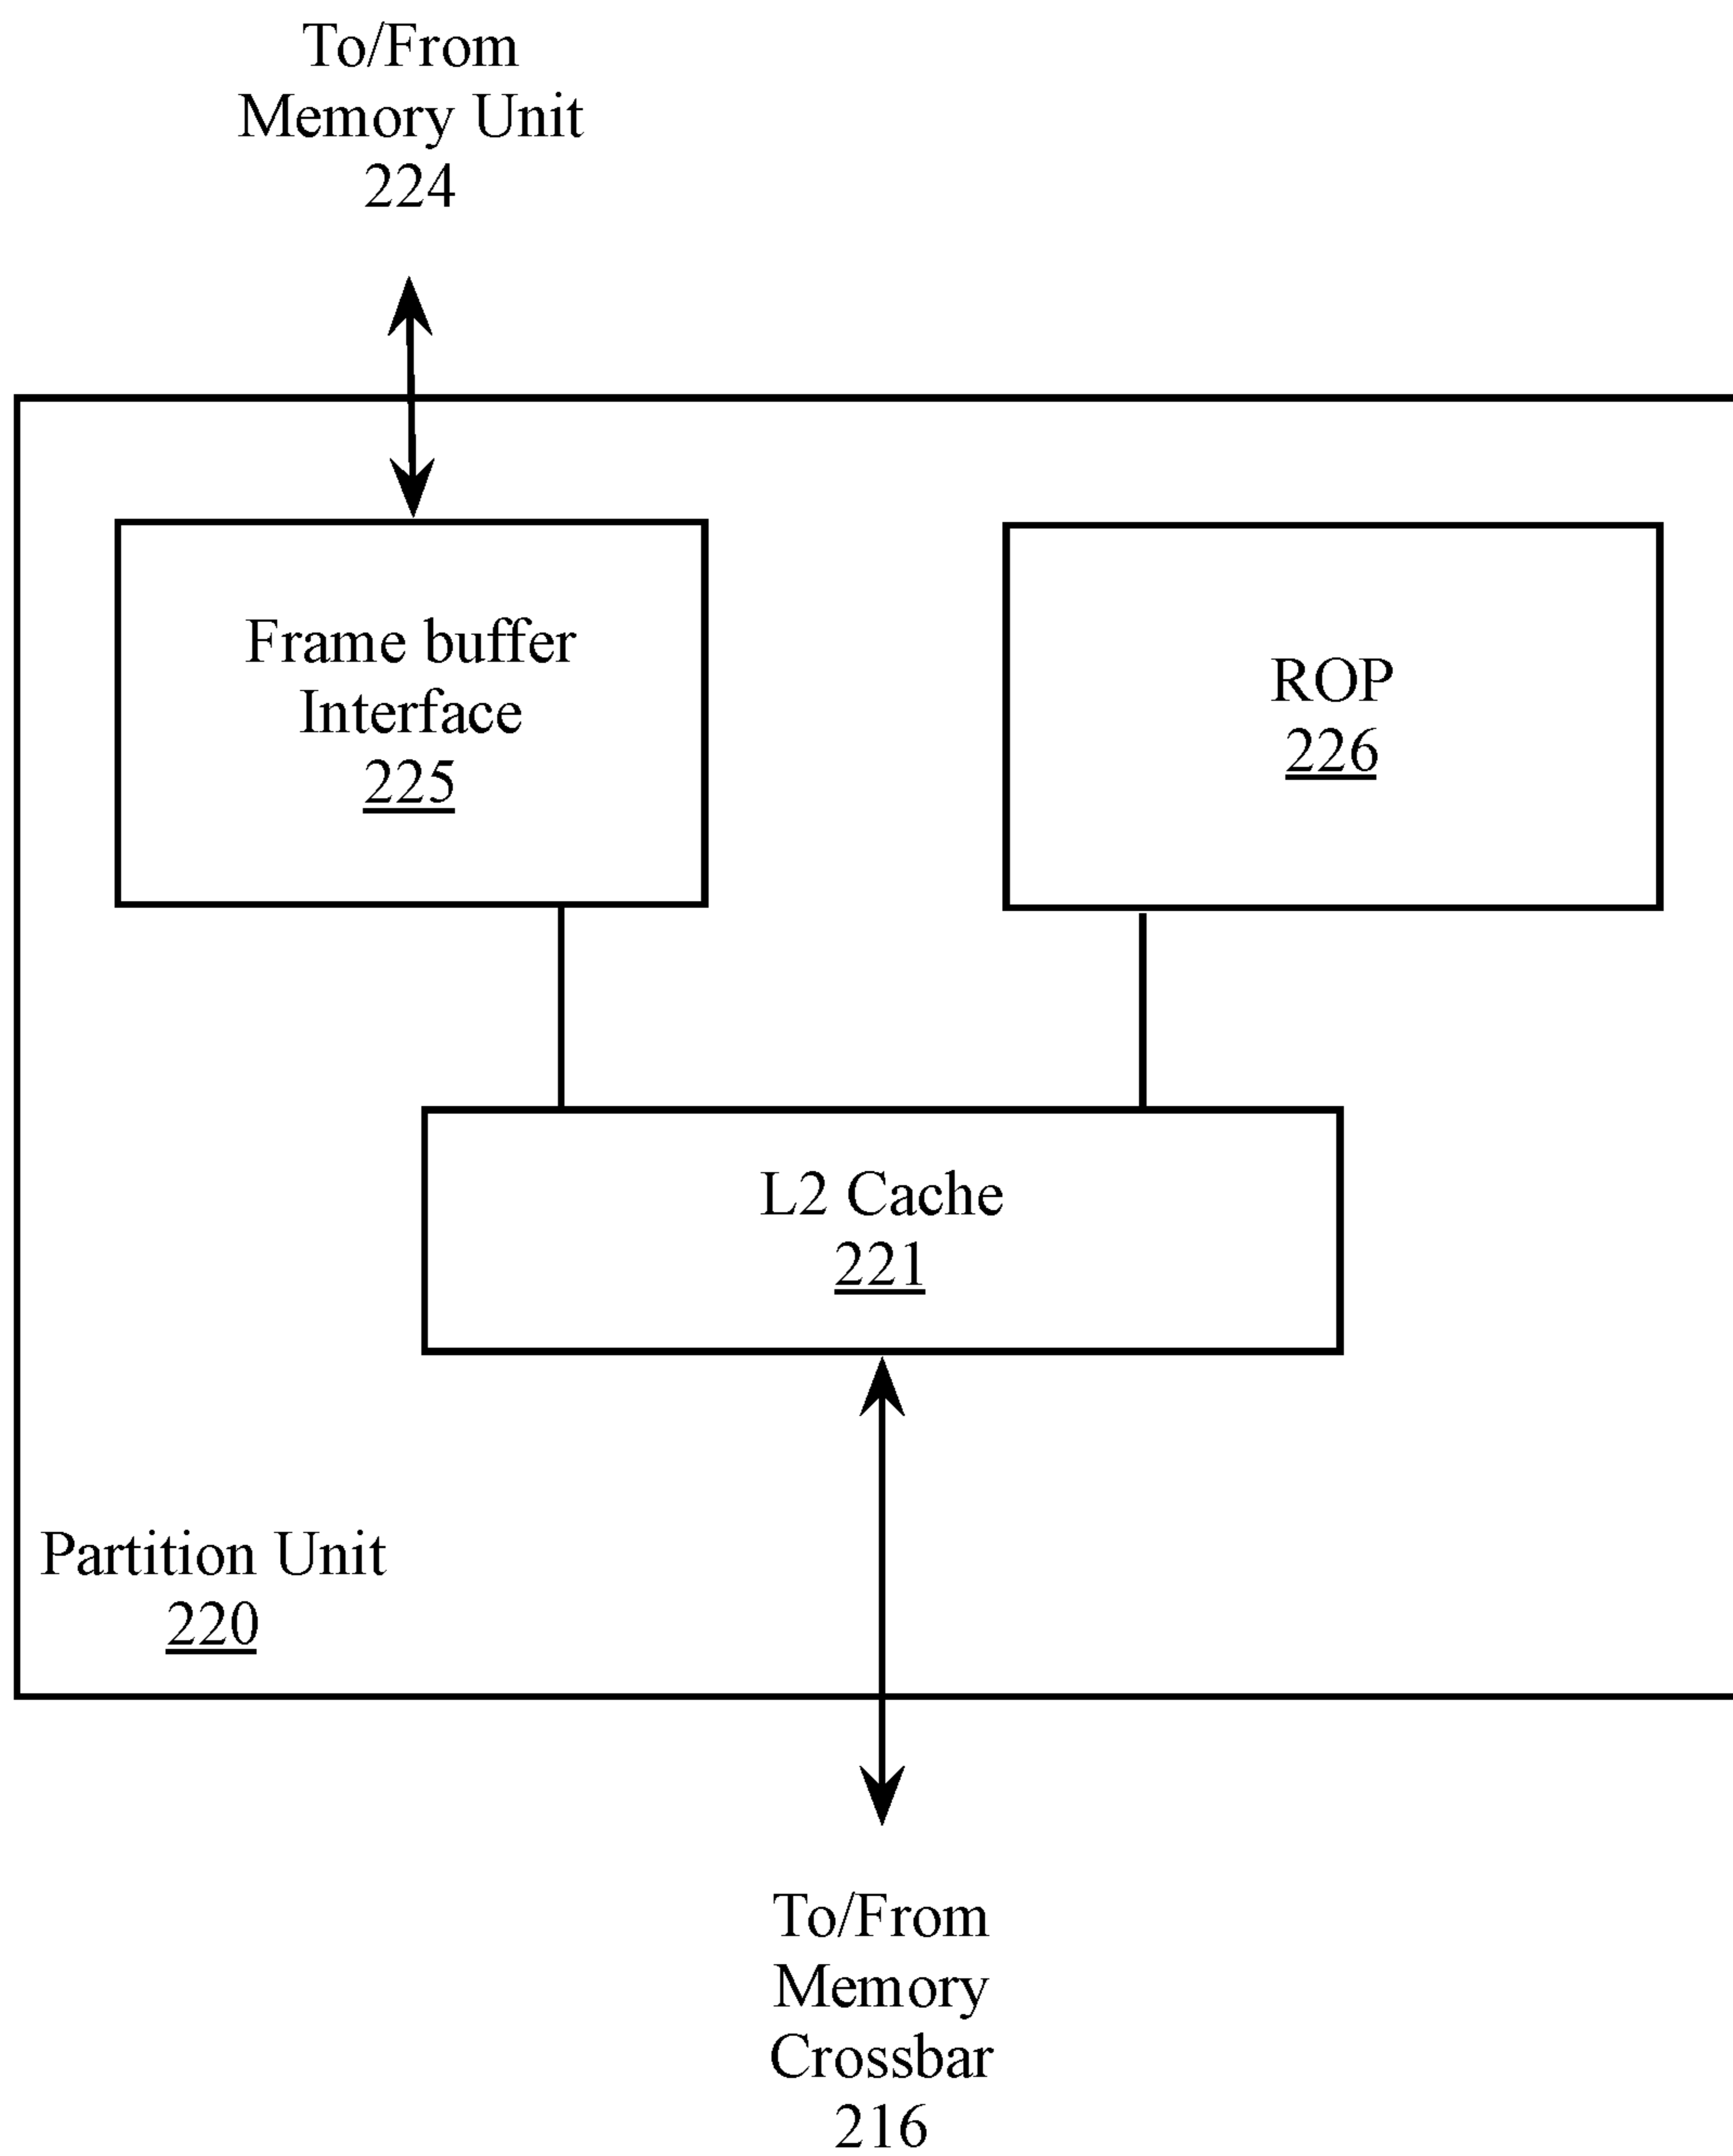 To/From
Memory Unit
224
Frame buffer
Interface
225
ROP
226
L2 Cache
221
Partition Unit
220
To/From
Memory
Crossbar
216